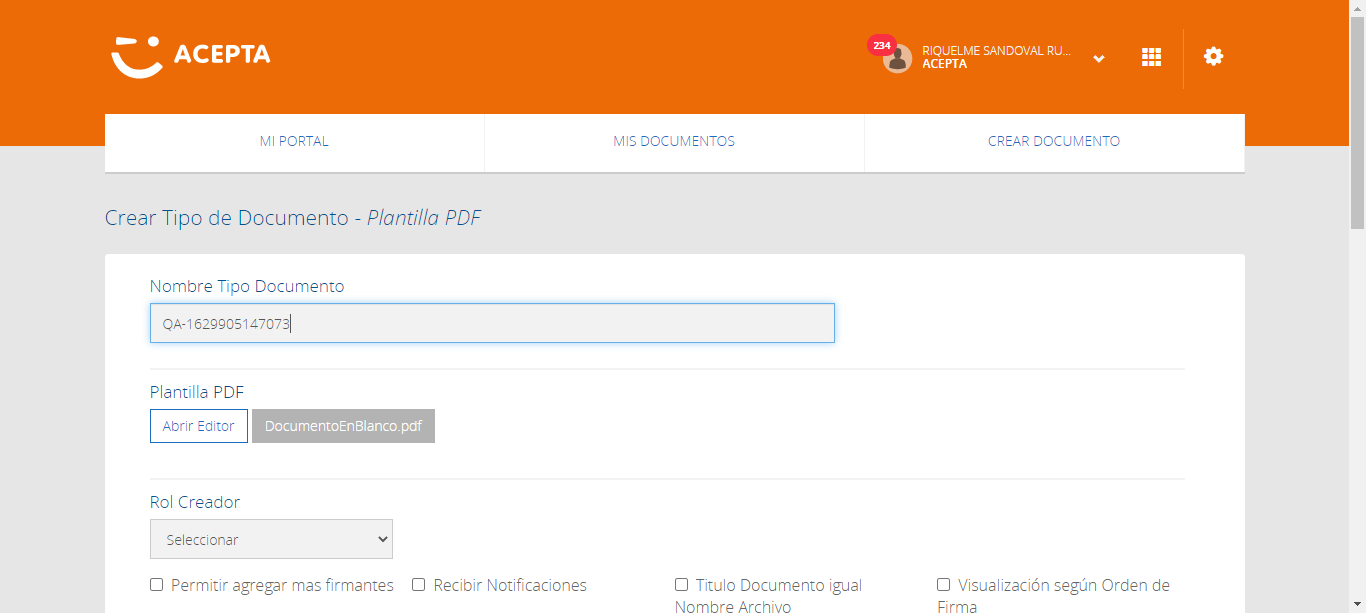 ACEPTA
234
RIQUELME SANDOVAL RU...
ACEPTA
MI PORTAL
MIS DOCUMENTOS
CREAR DOCUMENTO
Crear Tipo de Documento - Plantilla PDF
Nombre Tipo Documento
QA-1629905147073
Plantilla PDF
Abrir Editor
DocumentoEnBlanco.pdf
Rol Creador
Seleccionar
Permitir agregar mas firmantes
Recibir Notificaciones
Titulo Documento igual
Nombre Archivo
Visualización según Orden de
Firma